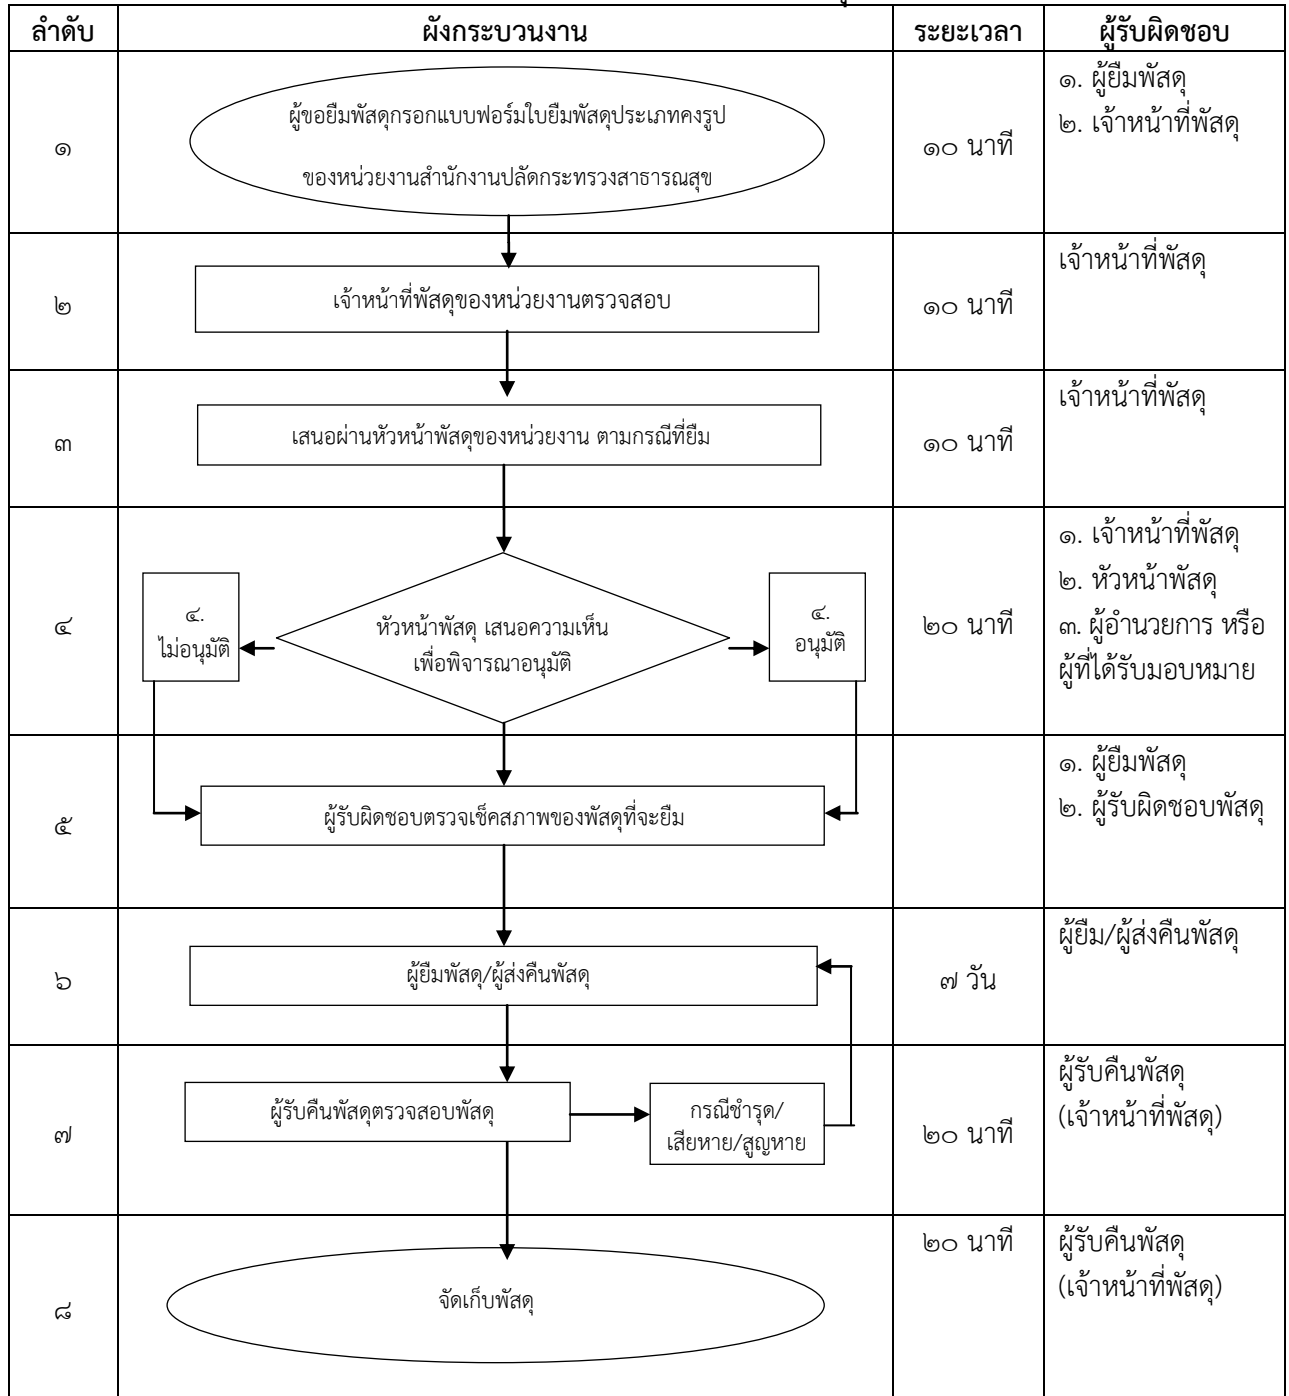 ลำดับ ผังกระบวนงาน ระยะเวลา ผู้รับผิดชอบ
๑
ผู้ขอยืมพัสดุกรอกแบบฟอร์มใบยืมพัสดุประเภทคงรูป
ของหน่วยงานสำนักงานปลัดกระทรวงสาธารณสุข
๑๐ นาที
๑. ผู้ยืมพัสดุ
๒. เจ้าหน้าที่พัสดุ
๒
เจ้าหน้าที่พัสดุของหน่วยงานตรวจสอบ
๑๐ นาที
เจ้าหน้าที่พัสดุ
๓
เสนอผ่านหัวหน้าพัสดุของหน่วยงาน ตามกรณีที่ยืม
๑๐ นาที
เจ้าหน้าที่พัสดุ
๔
๔.
ไม่อนุมัติ
หัวหน้าพัสดุ เสนอความเห็น
เพื่อพิจารณาอนุมัติ
๔.
อนุมัติ
๒๐ นาที
๑. เจ้าหน้าที่พัสดุ
๒. หัวหน้าพัสดุ
๓. ผู้อำนวยการ หรือ
ผู้ที่ได้รับมอบหมาย
๕
ผู้รับผิดชอบตรวจเช็คสภาพของพัสดุที่จะยืม
๑. ผู้ยืมพัสดุ
๒. ผู้รับผิดชอบพัสดุ
๖
ผู้ยืมพัสดุ/ผู้ส่งคืนพัสดุ
๗ วัน
ผู้ยืม/ผู้ส่งคืนพัสดุ
๗
ผู้รับคืนพัสดุตรวจสอบพัสดุ
กรณีชำรุด/
เสียหาย/สูญหาย
๒๐ นาที
ผู้รับคืนพัสดุ
(เจ้าหน้าที่พัสดุ)
๘
จัดเก็บพัสดุ
๒๐ นาที
ผู้รับคืนพัสดุ
(เจ้าหน้าที่พัสดุ)